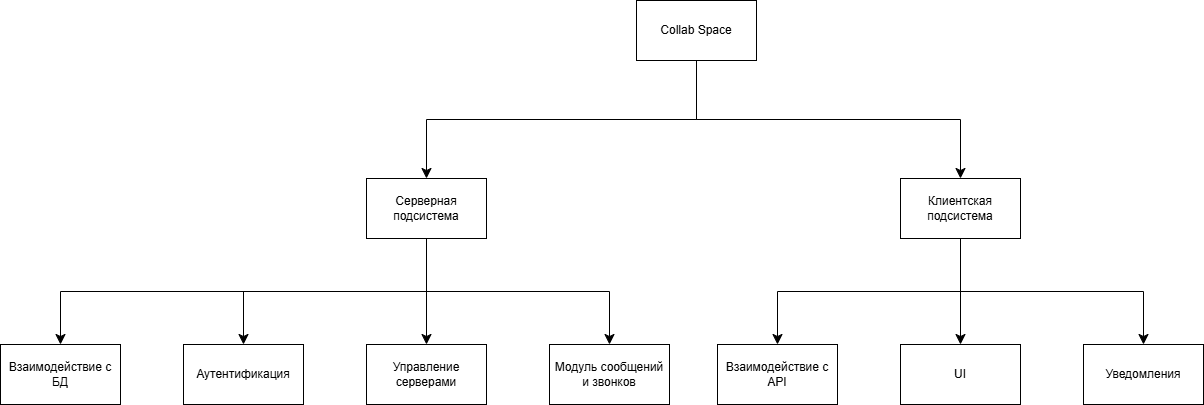 Collab Space
Серверная
подсистема
Клиентская
подсистема
Взаимодействие с
БД
Аутентификация
Управление
серверами
Модуль сообщений
и звонков
Взаимодействие с
API
UI
Уведомления